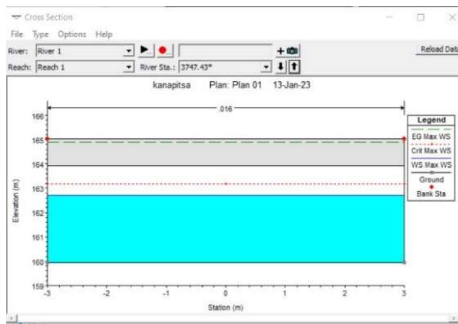 Cross Section
File Type Options Help
River: River 1
Reload Data
Reach: Reach 1 River Sta.: 3747.43*
kanapitsa Plan: Plan 01 13-Jan-23
.016
Legend
EG Max WS
Crit Max WS
WS Max WS
Ground
Bank Sta
166
165
164
163
162
161
160
159
Elevation (m)
-3 -2 -1 0 1 2 3
Station (m)